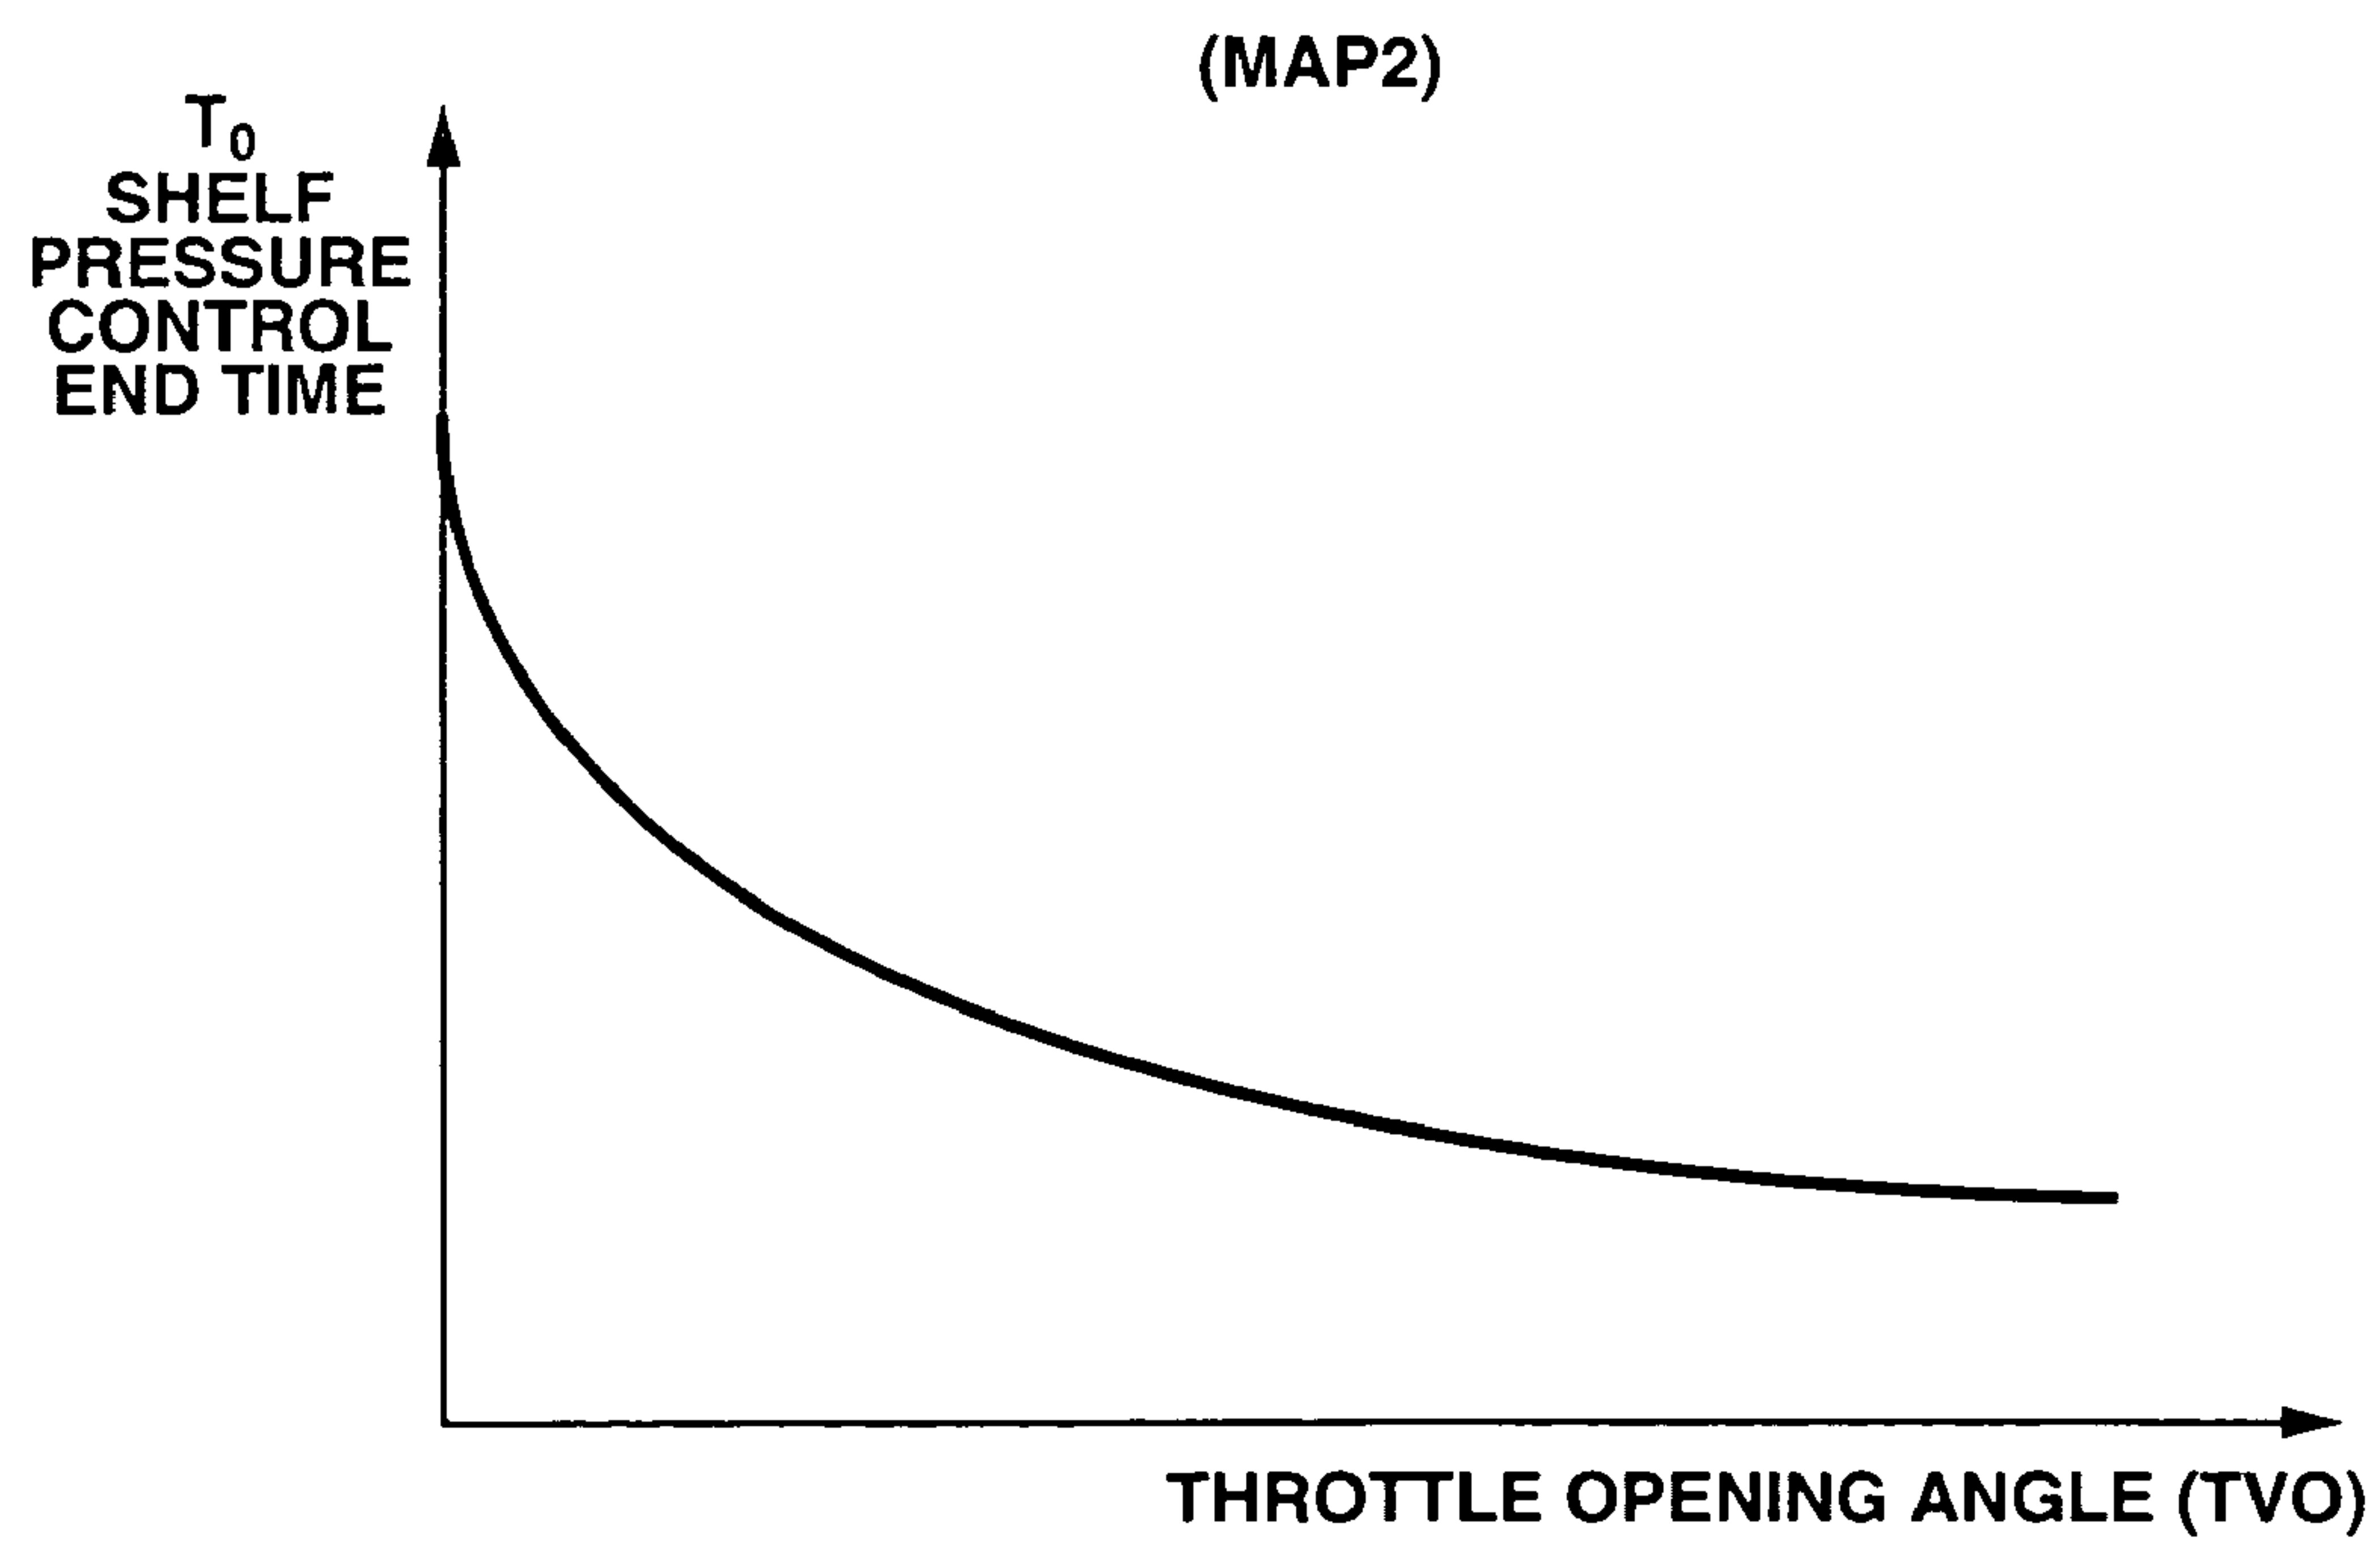 (MAP2)
T0
SHELF
PRESSURE
CONTROL
END TIME
THROTTLE OPENING ANGLE (TVO)